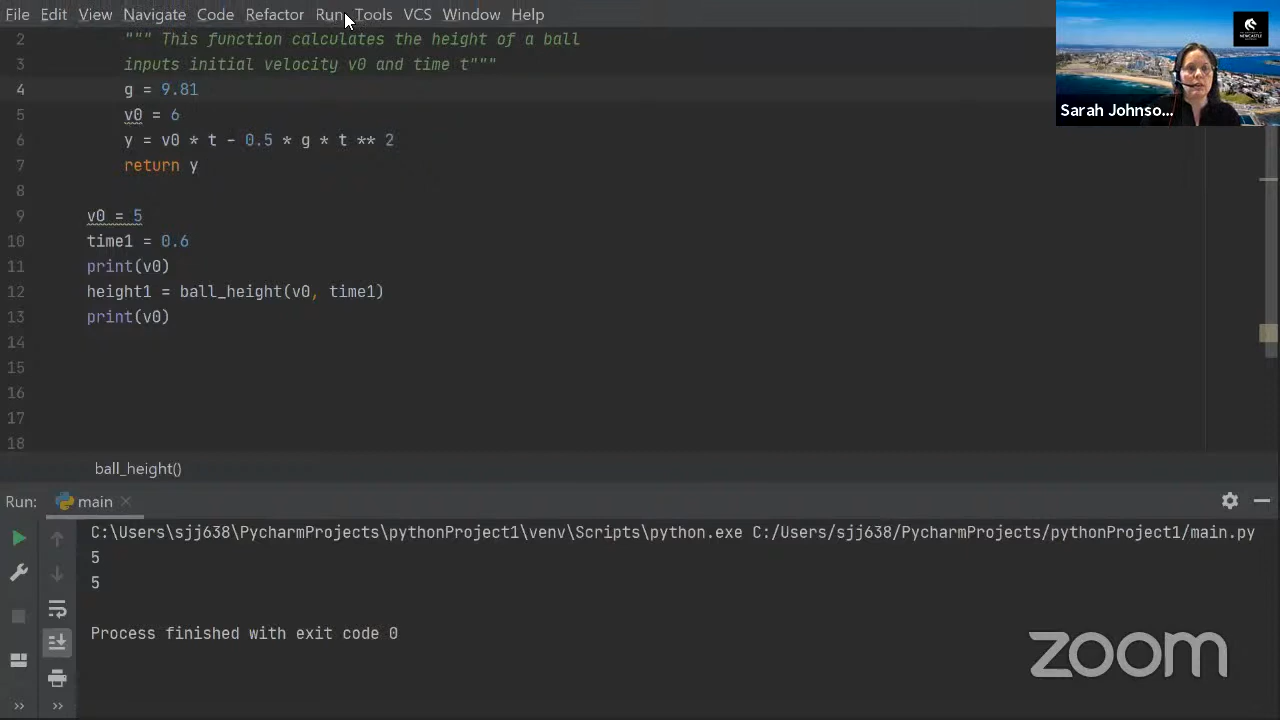 File Edit View Navigate Code Refactor Run Tools VCS Window Help
2 """ This function calculates the height of a ball
3 inputs initial velocity v0 and time t"""
4 g = 9.81
5 v0 = 6
6 y = v0 * t - 0.5 * g * t ** 2
7 return y
8
9 v0 = 5
10 time1 = 0.6
11 print(v0)
12 height1 = ball_height(v0, time1)
13 print(v0)
14
15
16
17
18
ball_height()
Run: main
C:\Users\sjj638\PycharmProjects\pythonProject1\venv\Scripts\python.exe C:/Users/sjj638/PycharmProjects/pythonProject1/main.py
5
5
Process finished with exit code 0
NEWCASTLE
Sarah Johnso...
zoom